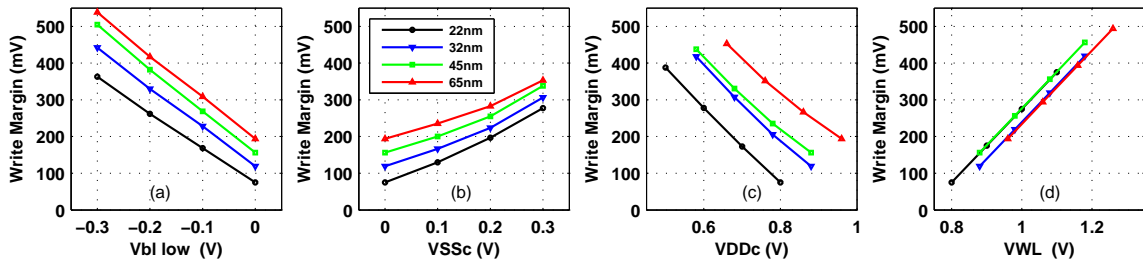 500
400
300
200
100
0
Write Margin (mV)
(a)
−0.3 −0.2 −0.1 0
Vbl low (V)
500
400
300
200
100
0
Write Margin (mV)
22nm
32nm
45nm
65nm
(b)
0 0.1 0.2 0.3
VSSc (V)
500
400
300
200
100
0
Write Margin (mV)
(c)
0.6 0.8 1
VDDc (V)
500
400
300
200
100
0
Write Margin (mV)
(d)
0.8 1.0 1.2
VWL (V)